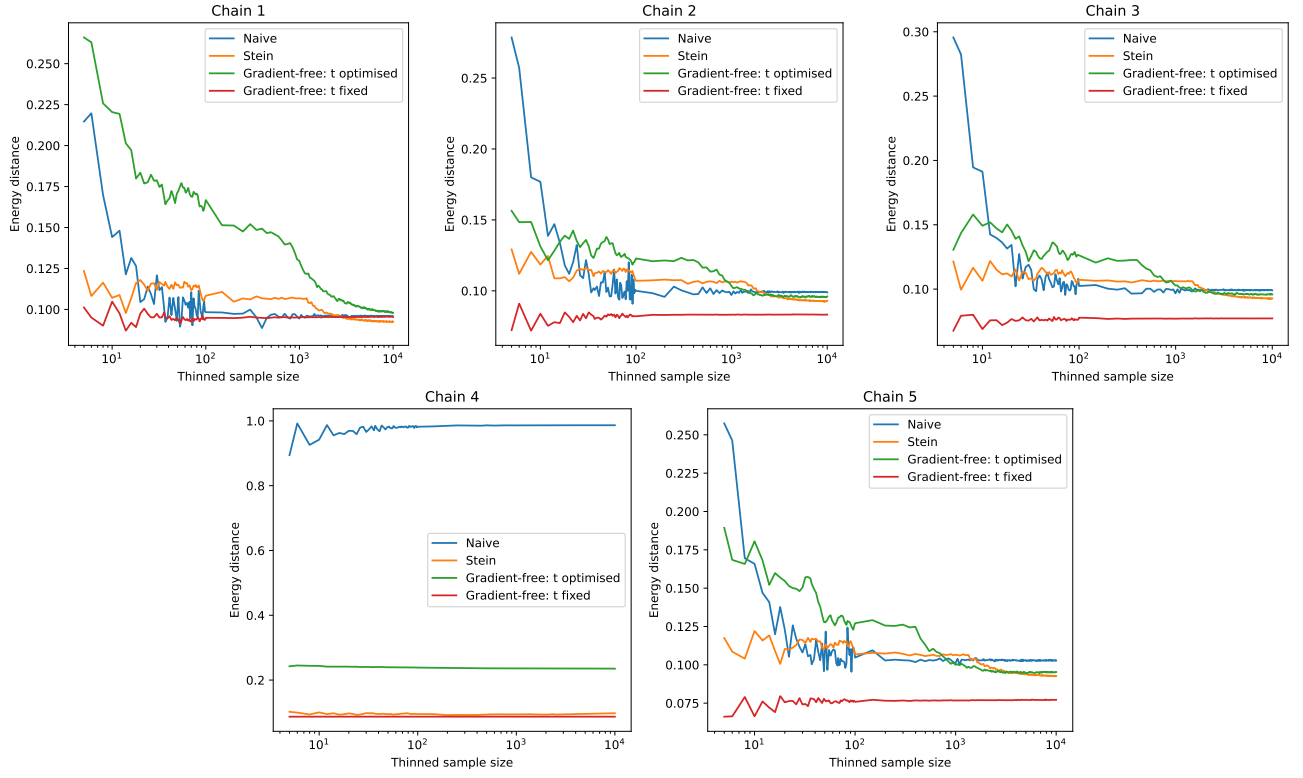 Chain 1
Energy distance
0.250
0.225
0.200
0.175
0.150
0.125
0.100
Naive
Stein
Gradient-free: t optimised
Gradient-free: t fixed
10¹
10²
10³
10⁴
Thinned sample size
Chain 2
Energy distance
0.25
0.20
0.15
0.10
Naive
Stein
Gradient-free: t optimised
Gradient-free: t fixed
10¹
10²
10³
10⁴
Thinned sample size
Chain 3
Energy distance
0.30
0.20
0.15
0.10
Naive
Stein
Gradient-free: t optimised
Gradient-free: t fixed
10¹
10²
10³
10⁴
Thinned sample size
Chain 4
Energy distance
1.0
0.8
0.6
0.4
0.2
Naive
Stein
Gradient-free: t optimised
Gradient-free: t fixed
10¹
10²
10³
10⁴
Thinned sample size
Chain 5
Energy distance
0.250
0.225
0.200
0.175
0.150
0.125
0.100
0.075
Naive
Stein
Gradient-free: t optimised
Gradient-free: t fixed
10¹
10²
10³
10⁴
Thinned sample size